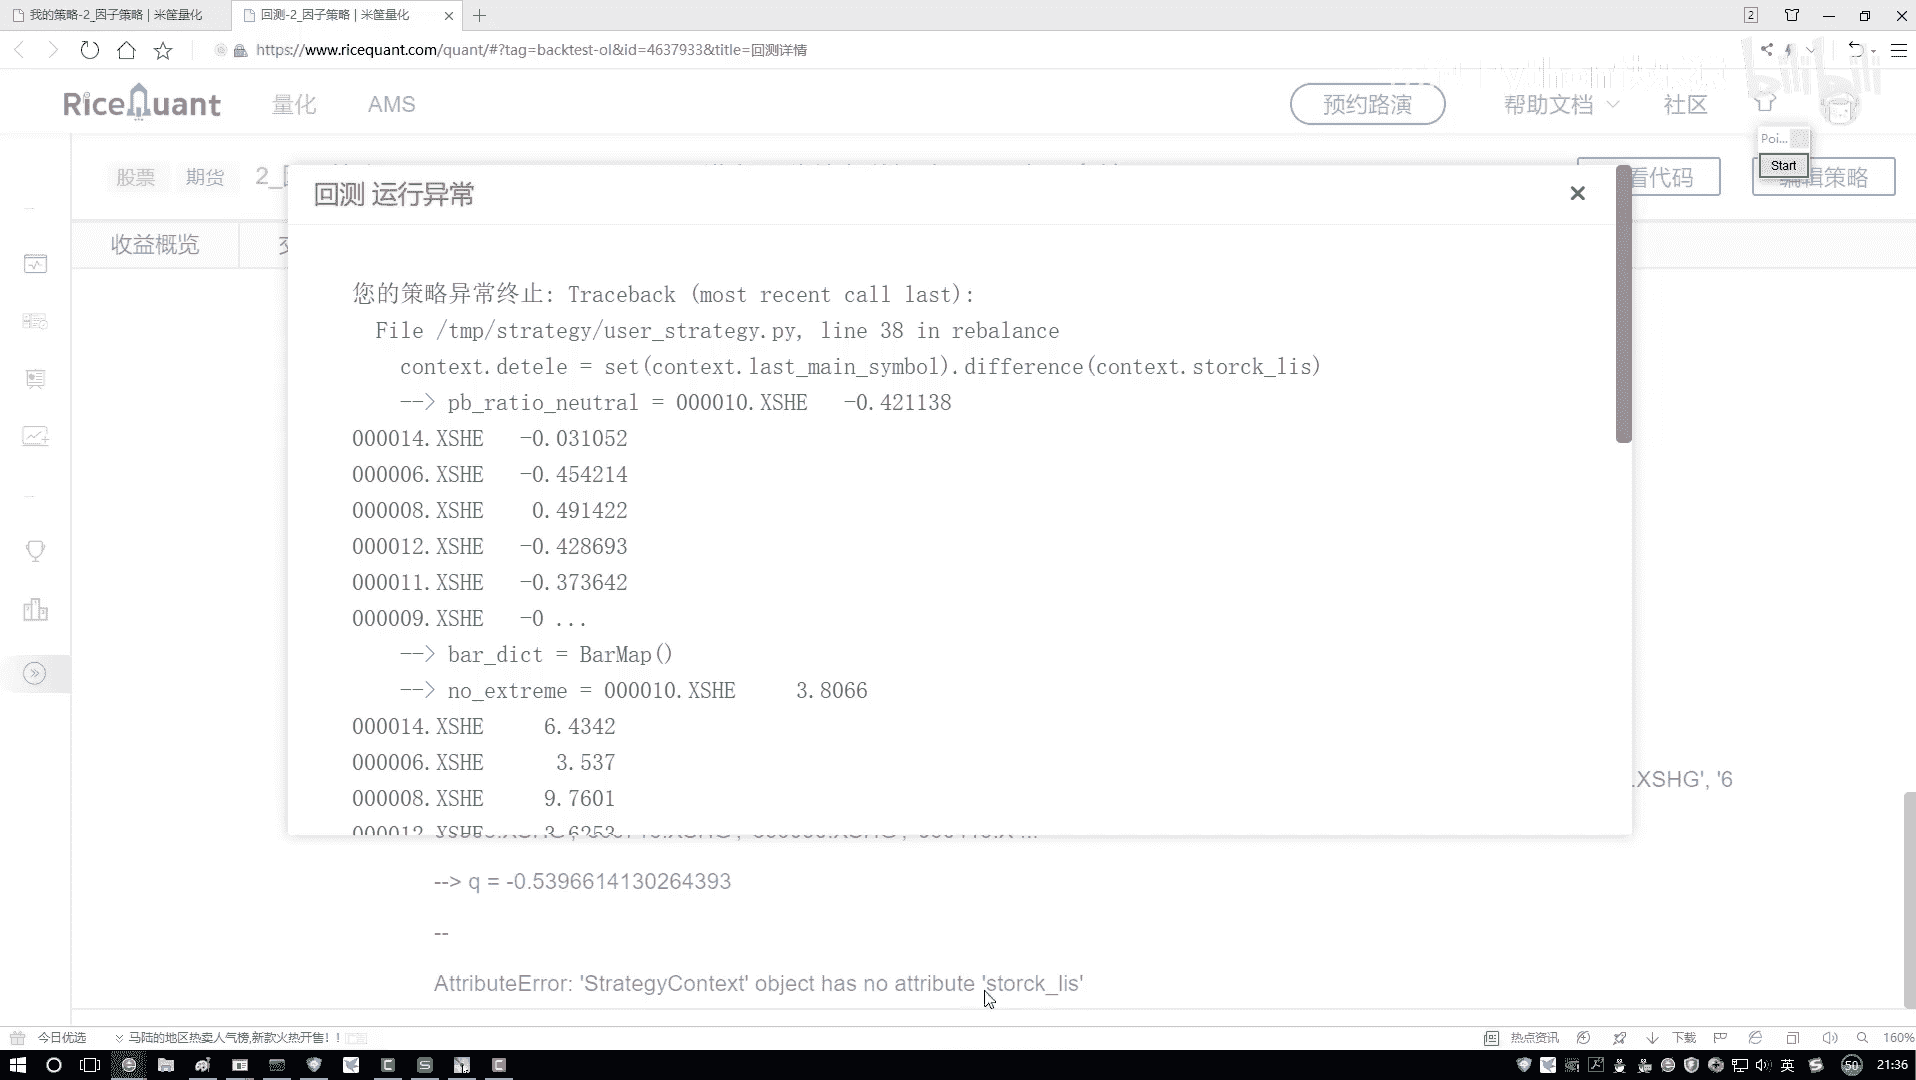 我的策略-2_因子策略 | 米筐量化
回测-2_因子策略 | 米筐量化
2
https://www.ricequant.com/quant/#?tag=backtest-ol&id=4637933&title=回测详情
RiceQuant
量化
AMS
预约路演
帮助文档
社区
bilibili
Poi...
Start
股票
期货
2_
看代码
编辑策略
回测 运行异常
收益概览
您的策略异常终止: Traceback (most recent call last):
File /tmp/strategy/user_strategy.py, line 38 in rebalance
context.detele = set(context.last_main_symbol).difference(context.storck_lis)
--> pb_ratio_neutral = 000010.XSHE -0.421138
000014.XSHE -0.031052
000006.XSHE -0.454214
000008.XSHE 0.491422
000012.XSHE -0.428693
000011.XSHE -0.373642
000009.XSHE -0 ...
--> bar_dict = BarMap()
--> no_extreme = 000010.XSHE 3.8066
000014.XSHE 6.4342
000006.XSHE 3.537
.XSHG', '6
000008.XSHE 9.7601
000012.XSHE 3.6253
--> q = -0.5396614130264393
--
AttributeError: 'StrategyContext' object has no attribute 'storck_lis'
今日优选
马陆的地区热卖人气榜,新款火热开售！！
热点资讯
下载
160%
英
50
21:36